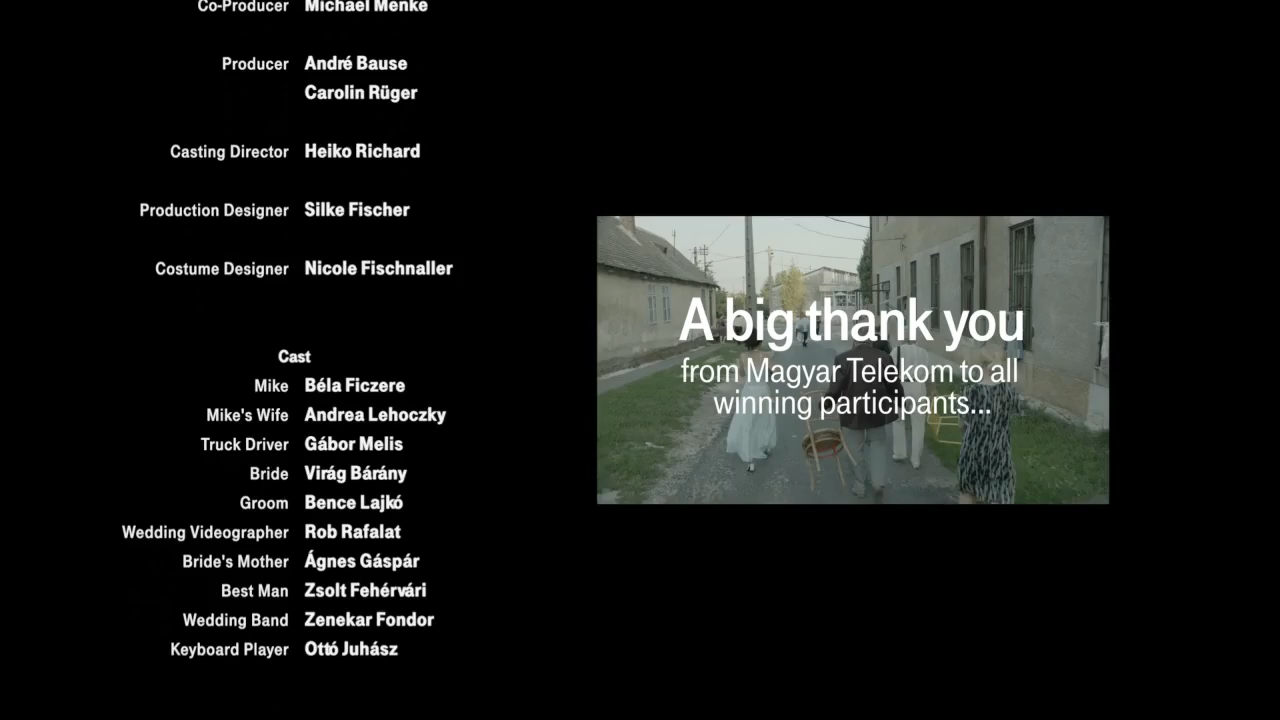 Co-Producer Michael Menke
Producer André Bause
Carolin Rüger
Casting Director Heiko Richard
Production Designer Silke Fischer
Costume Designer Nicole Fischnaller
Cast
Mike Béla Ficzere
Mike's Wife Andrea Lehoczky
Truck Driver Gábor Melis
Bride Virág Bárány
Groom Bence Lajkó
Wedding Videographer Rob Rafalat
Bride's Mother Ágnes Gáspár
Best Man Zsolt Fehérvári
Wedding Band Zenekar Fondor
Keyboard Player Ottó Juhász
A big thank you
from Magyar Telekom to all
winning participants...